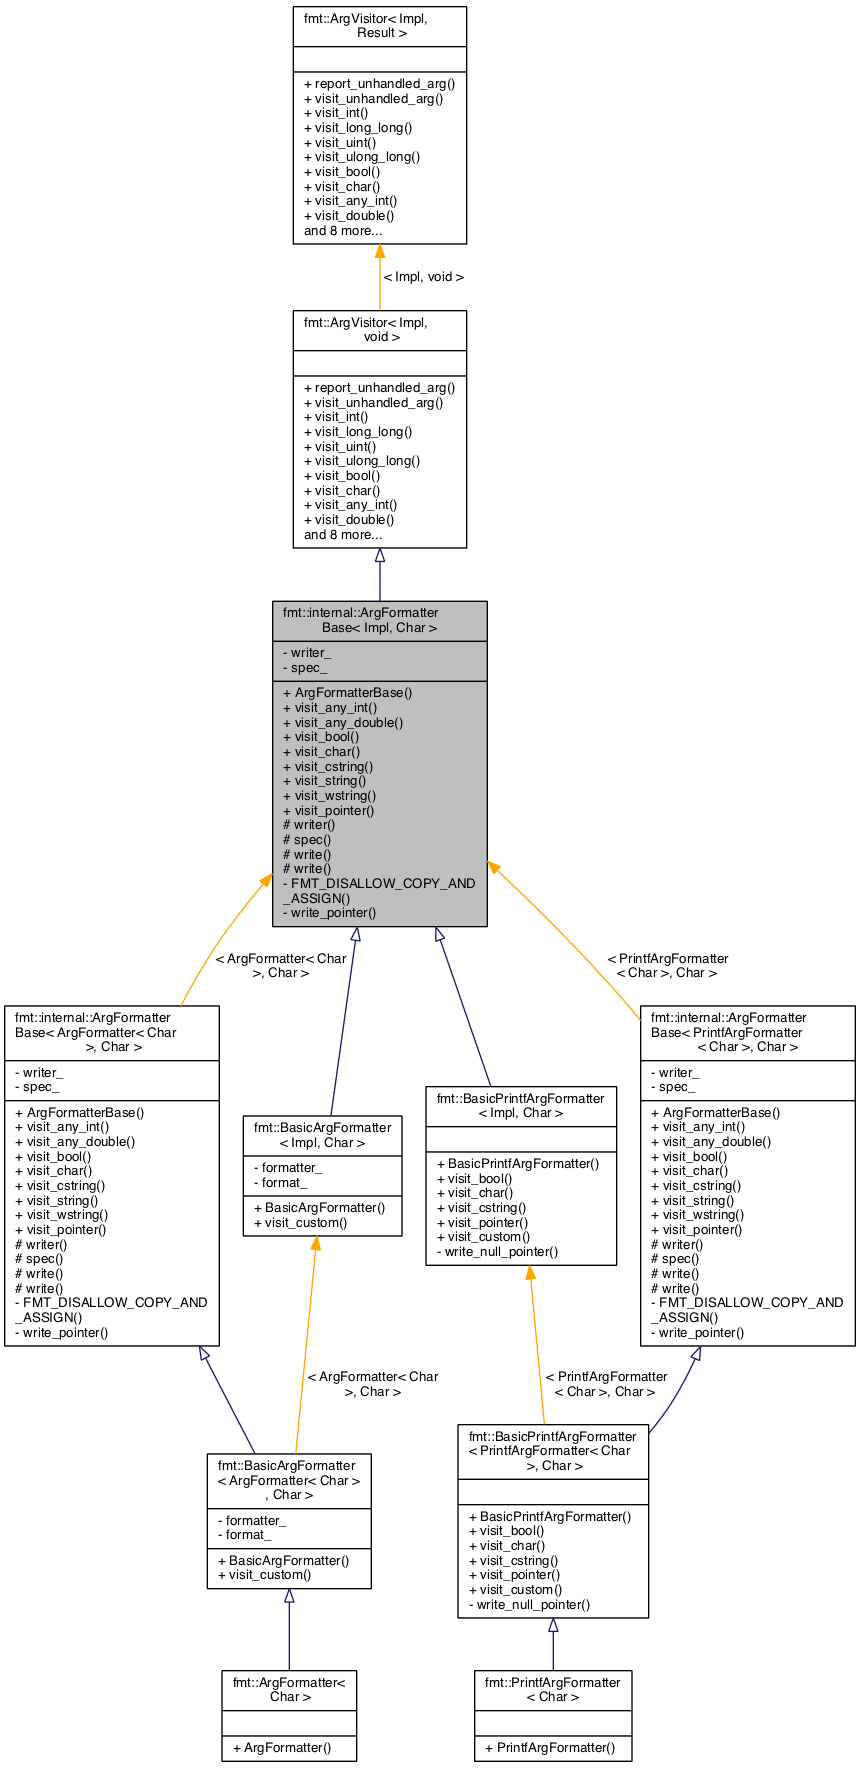 fmt::ArgVisitor< Impl,
Result >
+ report_unhandled_arg()
+ visit_unhandled_arg()
+ visit_int()
+ visit_long_long()
+ visit_uint()
+ visit_ulong_long()
+ visit_bool()
+ visit_char()
+ visit_any_int()
+ visit_double()
and 8 more...
< Impl, void >
fmt::ArgVisitor< Impl,
void >
+ report_unhandled_arg()
+ visit_unhandled_arg()
+ visit_int()
+ visit_long_long()
+ visit_uint()
+ visit_ulong_long()
+ visit_bool()
+ visit_char()
+ visit_any_int()
+ visit_double()
and 8 more...
fmt::internal::ArgFormatter
Base< Impl, Char >
- writer_
- spec_
+ ArgFormatterBase()
+ visit_any_int()
+ visit_any_double()
+ visit_bool()
+ visit_char()
+ visit_cstring()
+ visit_string()
+ visit_wstring()
+ visit_pointer()
# writer()
# spec()
# write()
# write()
- FMT_DISALLOW_COPY_AND
_ASSIGN()
- write_pointer()
< ArgFormatter< Char
>, Char >
< PrintfArgFormatter
< Char >, Char >
fmt::internal::ArgFormatter
Base< ArgFormatter< Char
>, Char >
- writer_
- spec_
+ ArgFormatterBase()
+ visit_any_int()
+ visit_any_double()
+ visit_bool()
+ visit_char()
+ visit_cstring()
+ visit_string()
+ visit_wstring()
+ visit_pointer()
# writer()
# spec()
# write()
# write()
- FMT_DISALLOW_COPY_AND
_ASSIGN()
- write_pointer()
fmt::BasicArgFormatter
< Impl, Char >
- formatter_
- format_
+ BasicArgFormatter()
+ visit_custom()
fmt::BasicPrintfArgFormatter
< Impl, Char >
+ BasicPrintfArgFormatter()
+ visit_bool()
+ visit_char()
+ visit_cstring()
+ visit_pointer()
+ visit_custom()
- write_null_pointer()
fmt::internal::ArgFormatter
Base< PrintfArgFormatter
< Char >, Char >
- writer_
- spec_
+ ArgFormatterBase()
+ visit_any_int()
+ visit_any_double()
+ visit_bool()
+ visit_char()
+ visit_cstring()
+ visit_string()
+ visit_wstring()
+ visit_pointer()
# writer()
# spec()
# write()
# write()
- FMT_DISALLOW_COPY_AND
_ASSIGN()
- write_pointer()
< ArgFormatter< Char
>, Char >
< PrintfArgFormatter
< Char >, Char >
fmt::BasicArgFormatter
< ArgFormatter< Char >
, Char >
- formatter_
- format_
+ BasicArgFormatter()
+ visit_custom()
fmt::BasicPrintfArgFormatter
< PrintfArgFormatter< Char
>, Char >
+ BasicPrintfArgFormatter()
+ visit_bool()
+ visit_char()
+ visit_cstring()
+ visit_pointer()
+ visit_custom()
- write_null_pointer()
fmt::ArgFormatter<
Char >
+ ArgFormatter()
fmt::PrintfArgFormatter
< Char >
+ PrintfArgFormatter()